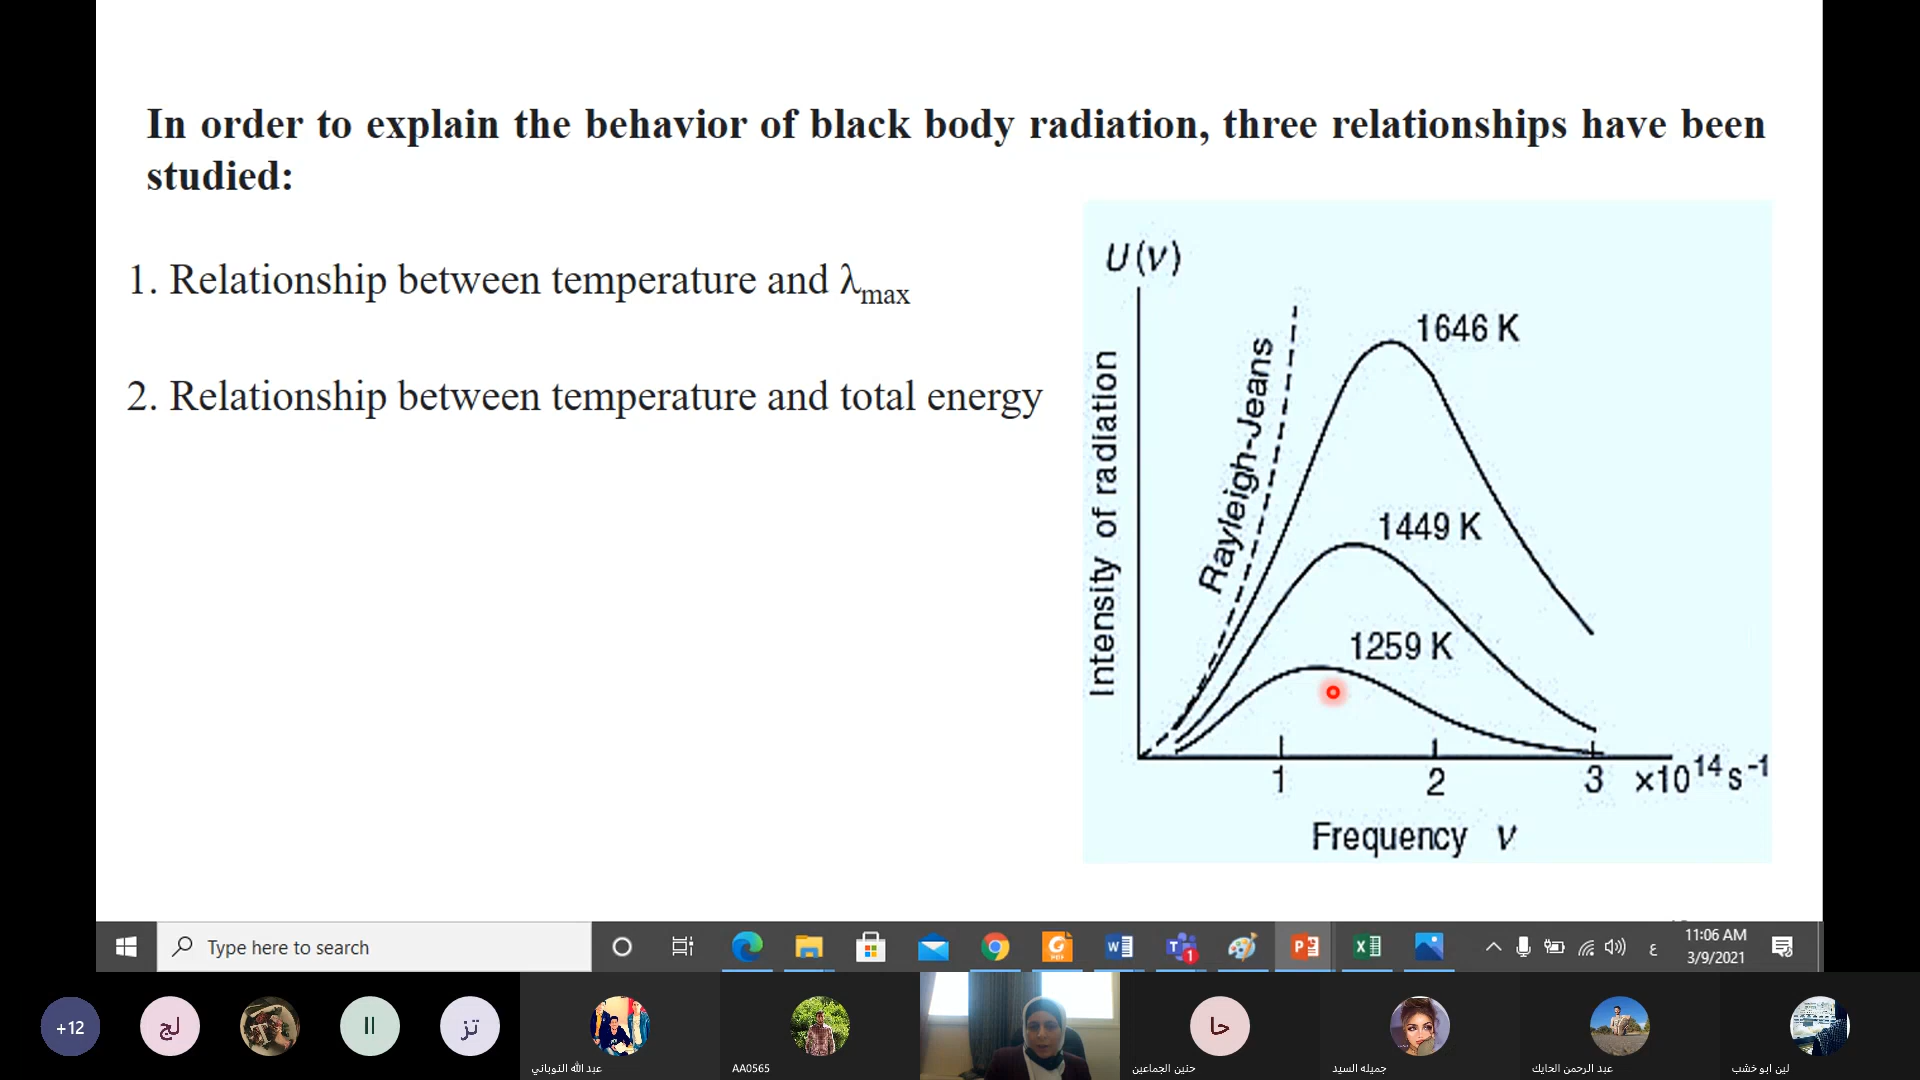 In order to explain the behavior of black body radiation, three relationships have been
studied:
1. Relationship between temperature and λmax
2. Relationship between temperature and total energy
U(ν)
Intensity of radiation
Rayleigh-Jeans
1646 K
1449 K
1259 K
1 2 3 ×10¹⁴ s⁻¹
Frequency ν
Type here to search
ع
11:06 AM
3/9/2021
+12
لج
اا
تز
حا
عبد الله النوباني
AA0565
حنين الجماعين
جميله السيد
عبد الرحمن الحايك
لين ابو خشب